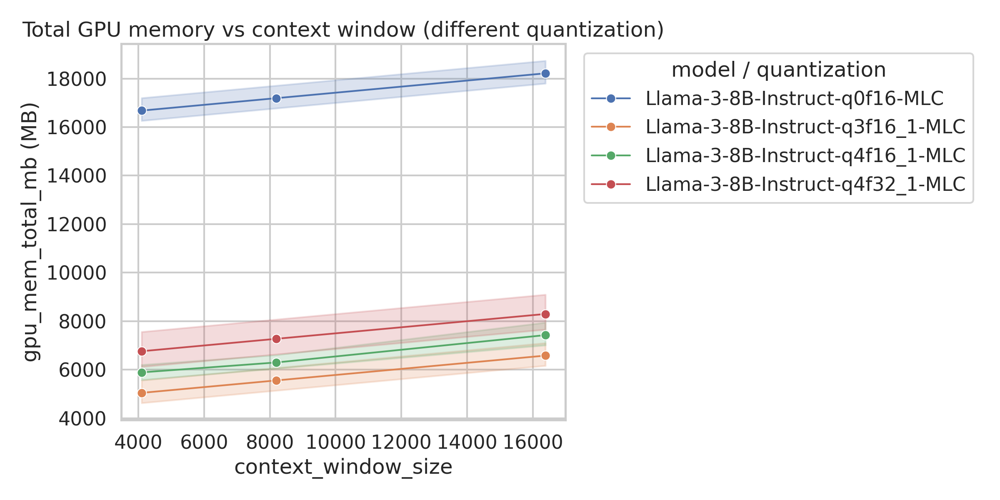 Total GPU memory vs context window (different quantization)
gpu_mem_total_mb (MB)
18000
16000
14000
12000
10000
8000
6000
4000
4000 6000 8000 10000 12000 14000 16000
context_window_size
model / quantization
Llama-3-8B-Instruct-q0f16-MLC
Llama-3-8B-Instruct-q3f16_1-MLC
Llama-3-8B-Instruct-q4f16_1-MLC
Llama-3-8B-Instruct-q4f32_1-MLC